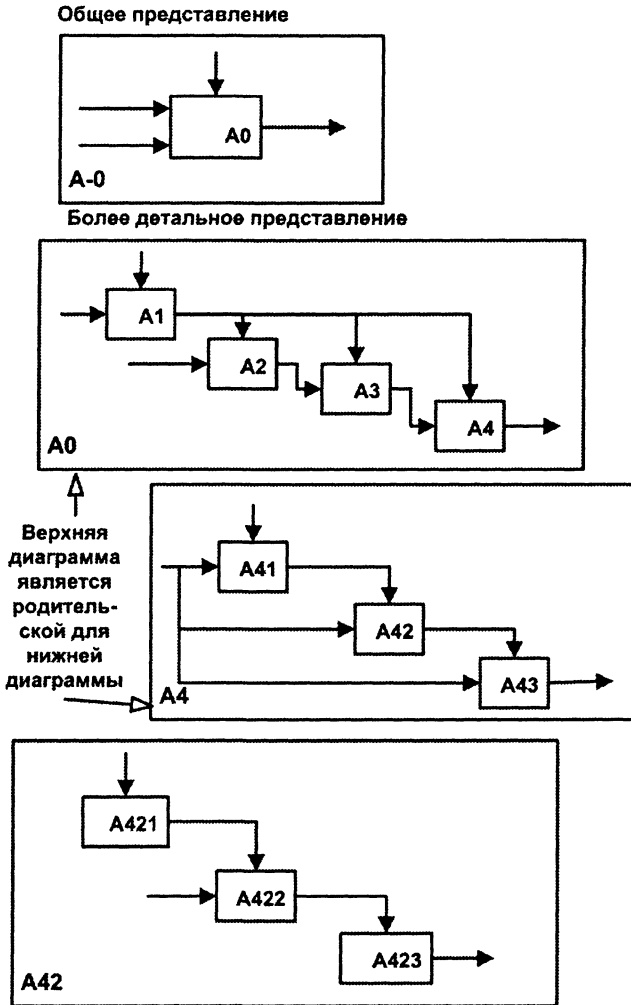 Общее представление
A0
A-0
Более детальное представление
A1
A2
A3
A4
A0
Верхняя
диаграмма
является
родитель-
ской для
нижней
диаграммы
A41
A42
A43
A4
A421
A422
A423
A42